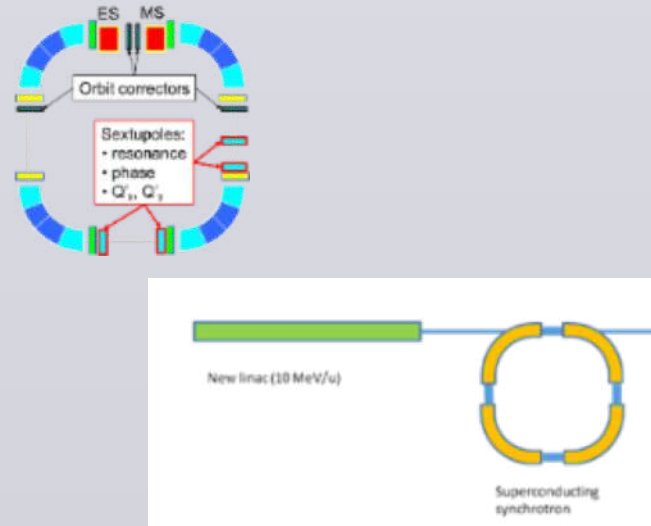 ES MS
Orbit correctors
Sextupoles:
• resonance
• phase
• Q'x, Q'y
New linac (10 MeV/u)
Superconducting
synchrotron